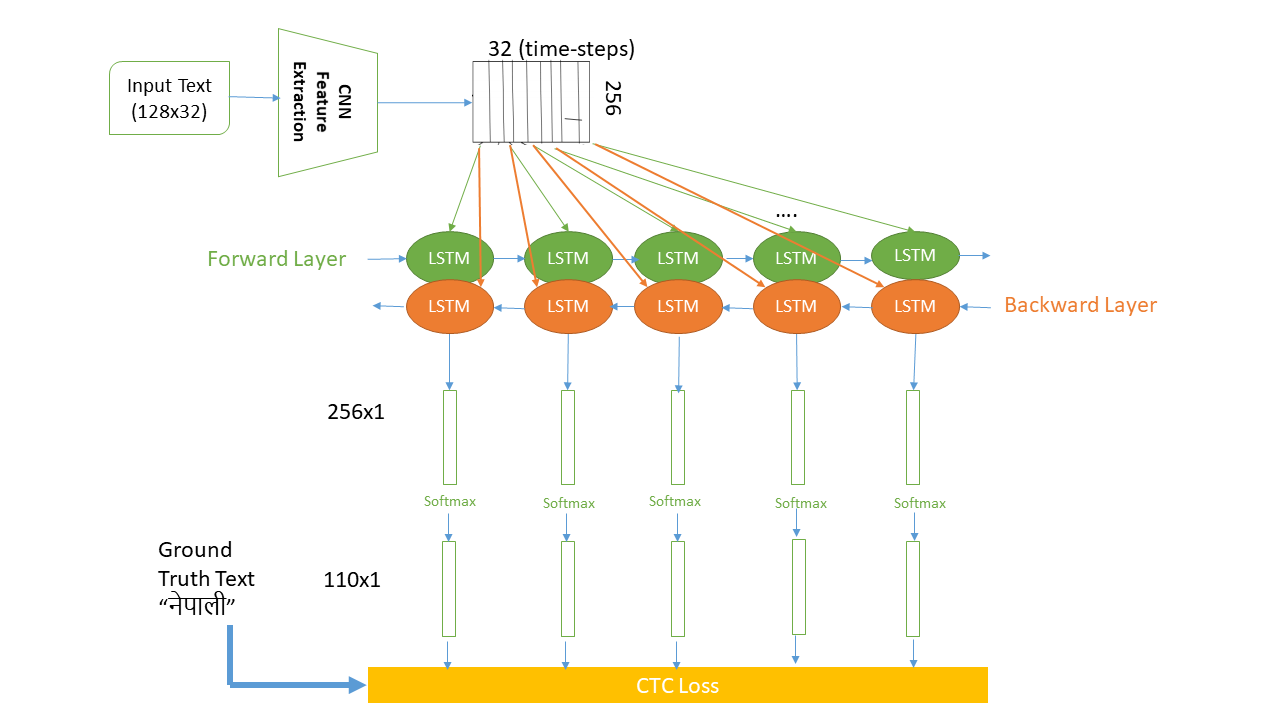 32 (time-steps)
Input Text
(128x32)
CNN
Feature
Extraction
256
....
Forward Layer
LSTM
LSTM
LSTM
LSTM
LSTM
LSTM
LSTM
LSTM
LSTM
LSTM
Backward Layer
256x1
Softmax
Softmax
Softmax
Softmax
Softmax
Ground
Truth Text
“नेपाली”
110x1
CTC Loss